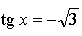 tg x = −√3